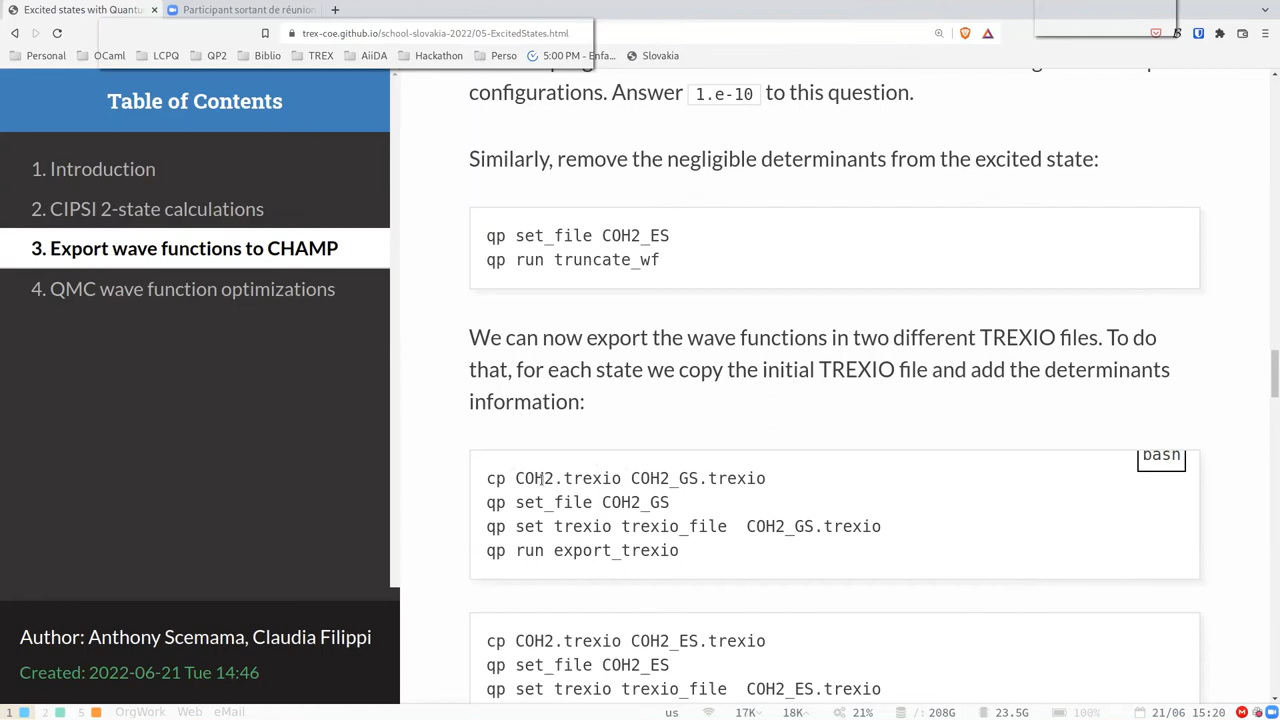 Excited states with Quantu
Participant sortant de réunion
trex-coe.github.io/school-slovakia-2022/05-ExcitedStates.html
Personal
OCaml
LCPQ
QP2
Biblio
TREX
AiiDA
Hackathon
Perso
5:00 PM - Enfa...
Slovakia
Table of Contents
1. Introduction
2. CIPSI 2-state calculations
3. Export wave functions to CHAMP
4. QMC wave function optimizations
Author: Anthony Scemama, Claudia Filippi
Created: 2022-06-21 Tue 14:46
configurations. Answer 1.e-10 to this question.
Similarly, remove the negligible determinants from the excited state:
qp set_file COH2_ES
qp run truncate_wf
We can now export the wave functions in two different TREXIO files. To do
that, for each state we copy the initial TREXIO file and add the determinants
information:
bash
cp COH2.trexio COH2_GS.trexio
qp set_file COH2_GS
qp set trexio trexio_file  COH2_GS.trexio
qp run export_trexio
cp COH2.trexio COH2_ES.trexio
qp set_file COH2_ES
qp set trexio trexio_file  COH2_ES.trexio
1 2 5 OrgWork Web eMail us 17K 18K 21% /: 208G 23.5G 100% 21/06 15:20